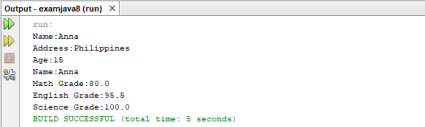 Output - examjava8 (run) ×
run:
Name:Anna
Address:Philippines
Age:15
Name:Anna
Math Grade:80.0
English Grade:95.5
Science Grade:100.0
BUILD SUCCESSFUL (total time: 5 seconds)